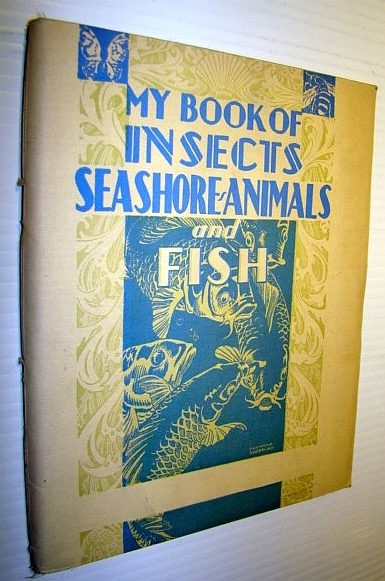 MY BOOK OF
INSECTS
SEASHORE-ANIMALS
and
FISH